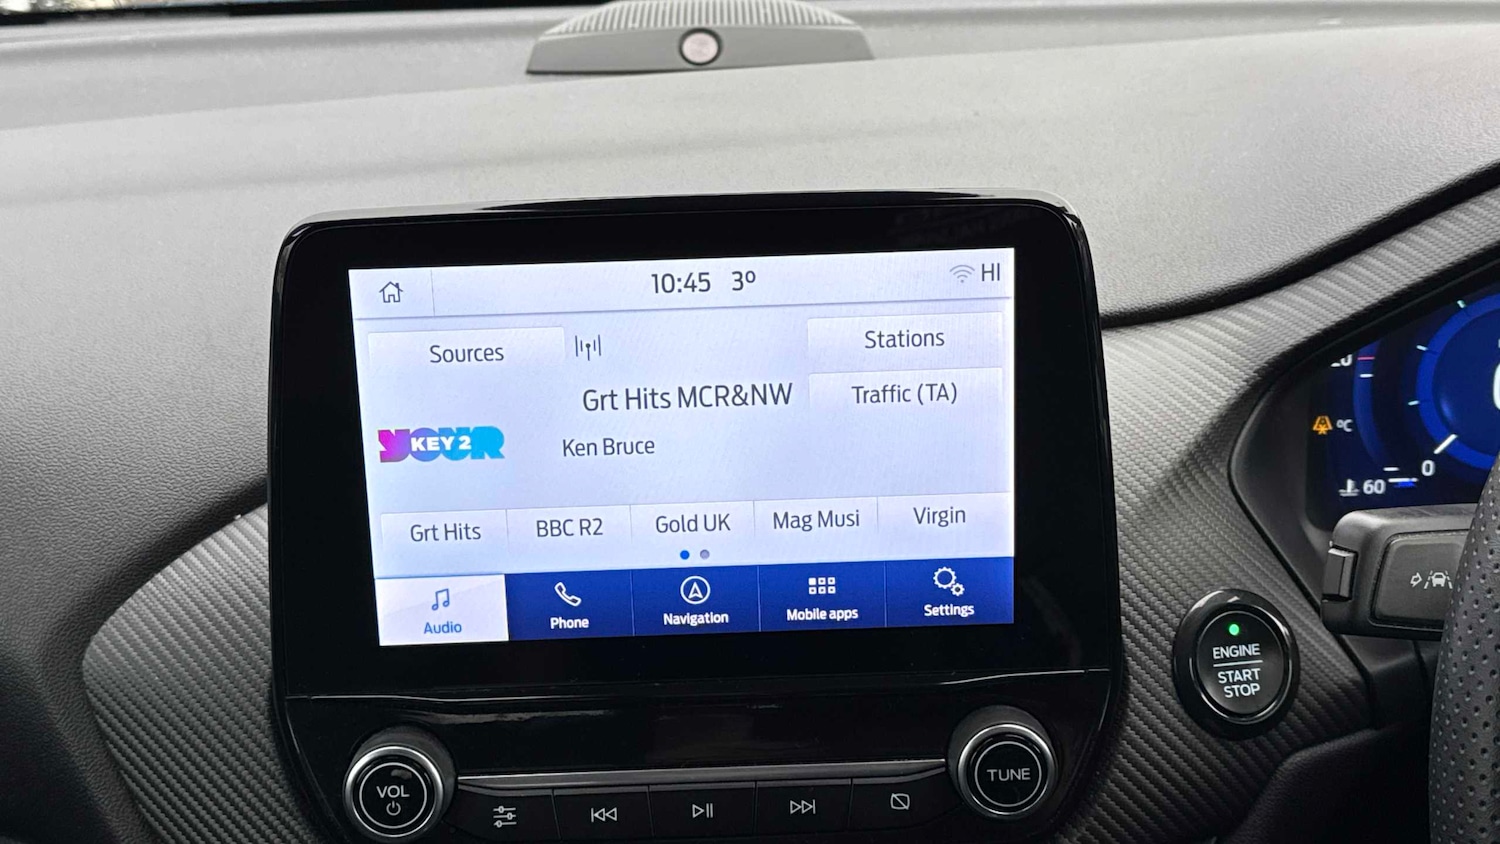 10:45 3º
HI
Sources
Stations
Grt Hits MCR&NW
Traffic (TA)
YOUR
KEY 2
Ken Bruce
Grt Hits
BBC R2
Gold UK
Mag Musi
Virgin
Audio
Phone
Navigation
Mobile apps
Settings
VOL
TUNE
ENGINE
START
STOP
ºC
60
0